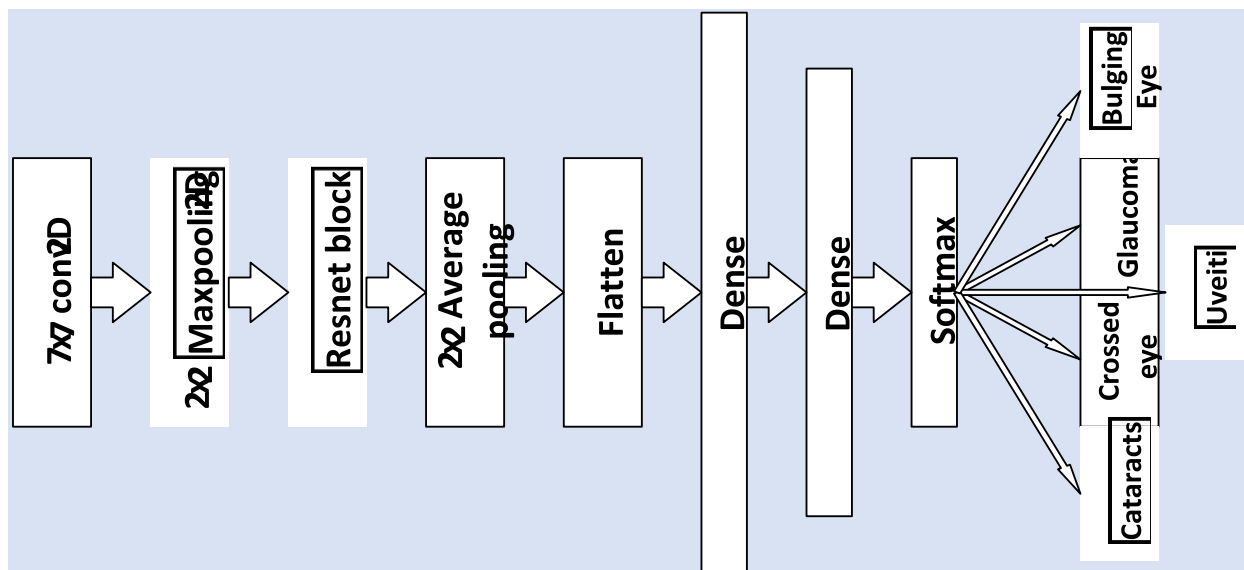 7x7 conv2D
2x2 Maxpooling
2D
Resnet block
2x2 Average
pooling
Flatten
Dense
Dense
Softmax
Bulging
Eye
Glaucoma
Crossed
eye
Cataracts
Uveiti